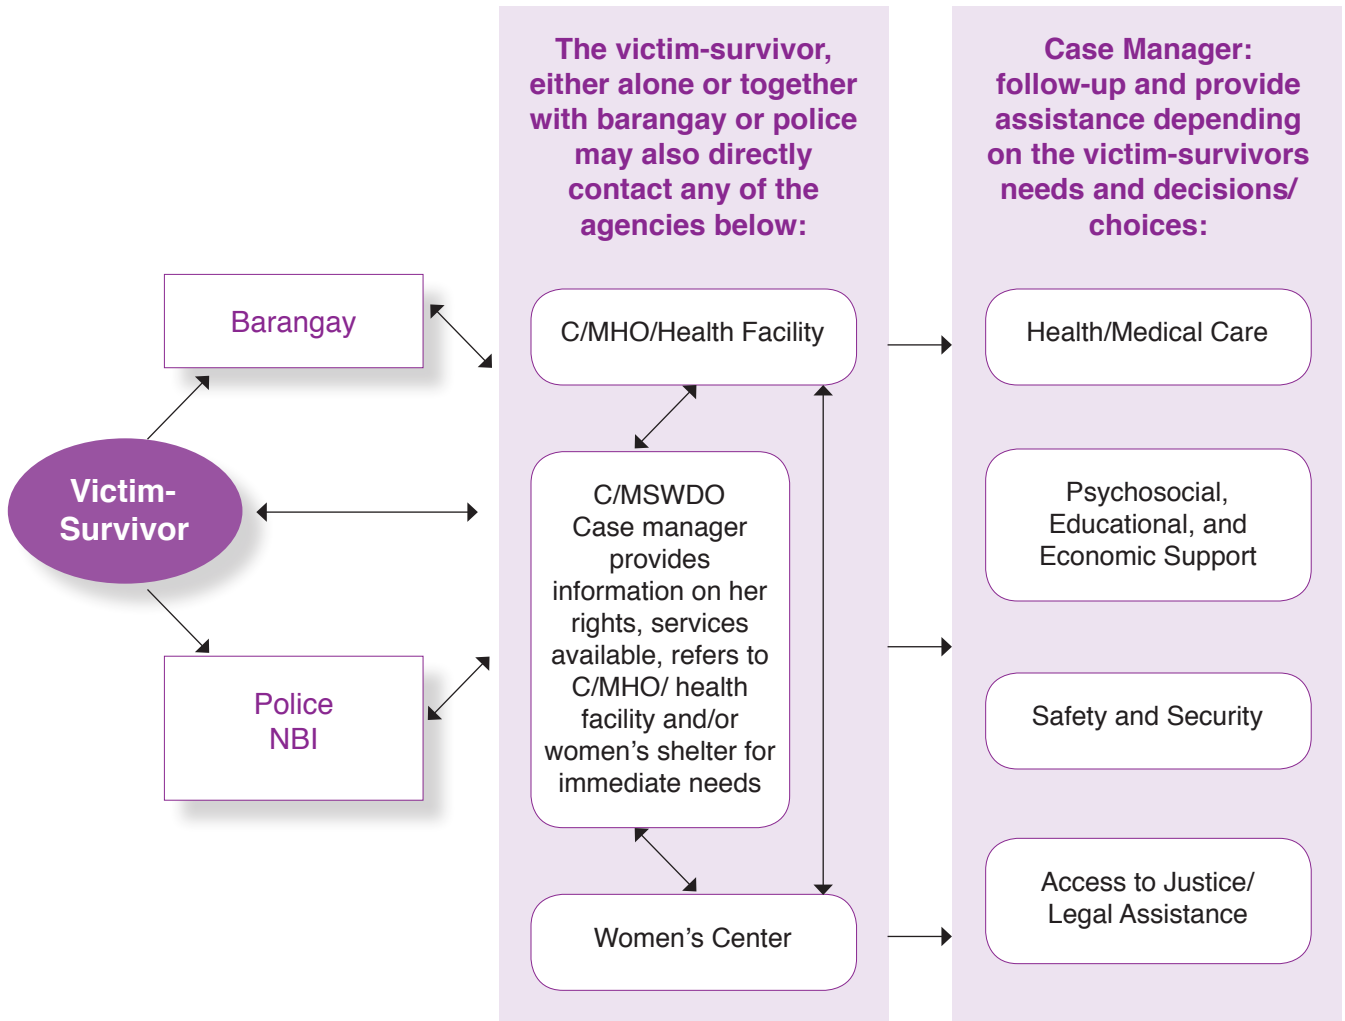 Victim-
Survivor
Barangay
Police
NBI
The victim-survivor,
either alone or together
with barangay or police
may also directly
contact any of the
agencies below:
C/MHO/Health Facility
C/MSWDO
Case manager
provides
information on her
rights, services
available, refers to
C/MHO/ health
facility and/or
women’s shelter for
immediate needs
Women’s Center
Case Manager:
follow-up and provide
assistance depending
on the victim-survivors
needs and decisions/
choices:
Health/Medical Care
Psychosocial,
Educational, and
Economic Support
Safety and Security
Access to Justice/
Legal Assistance